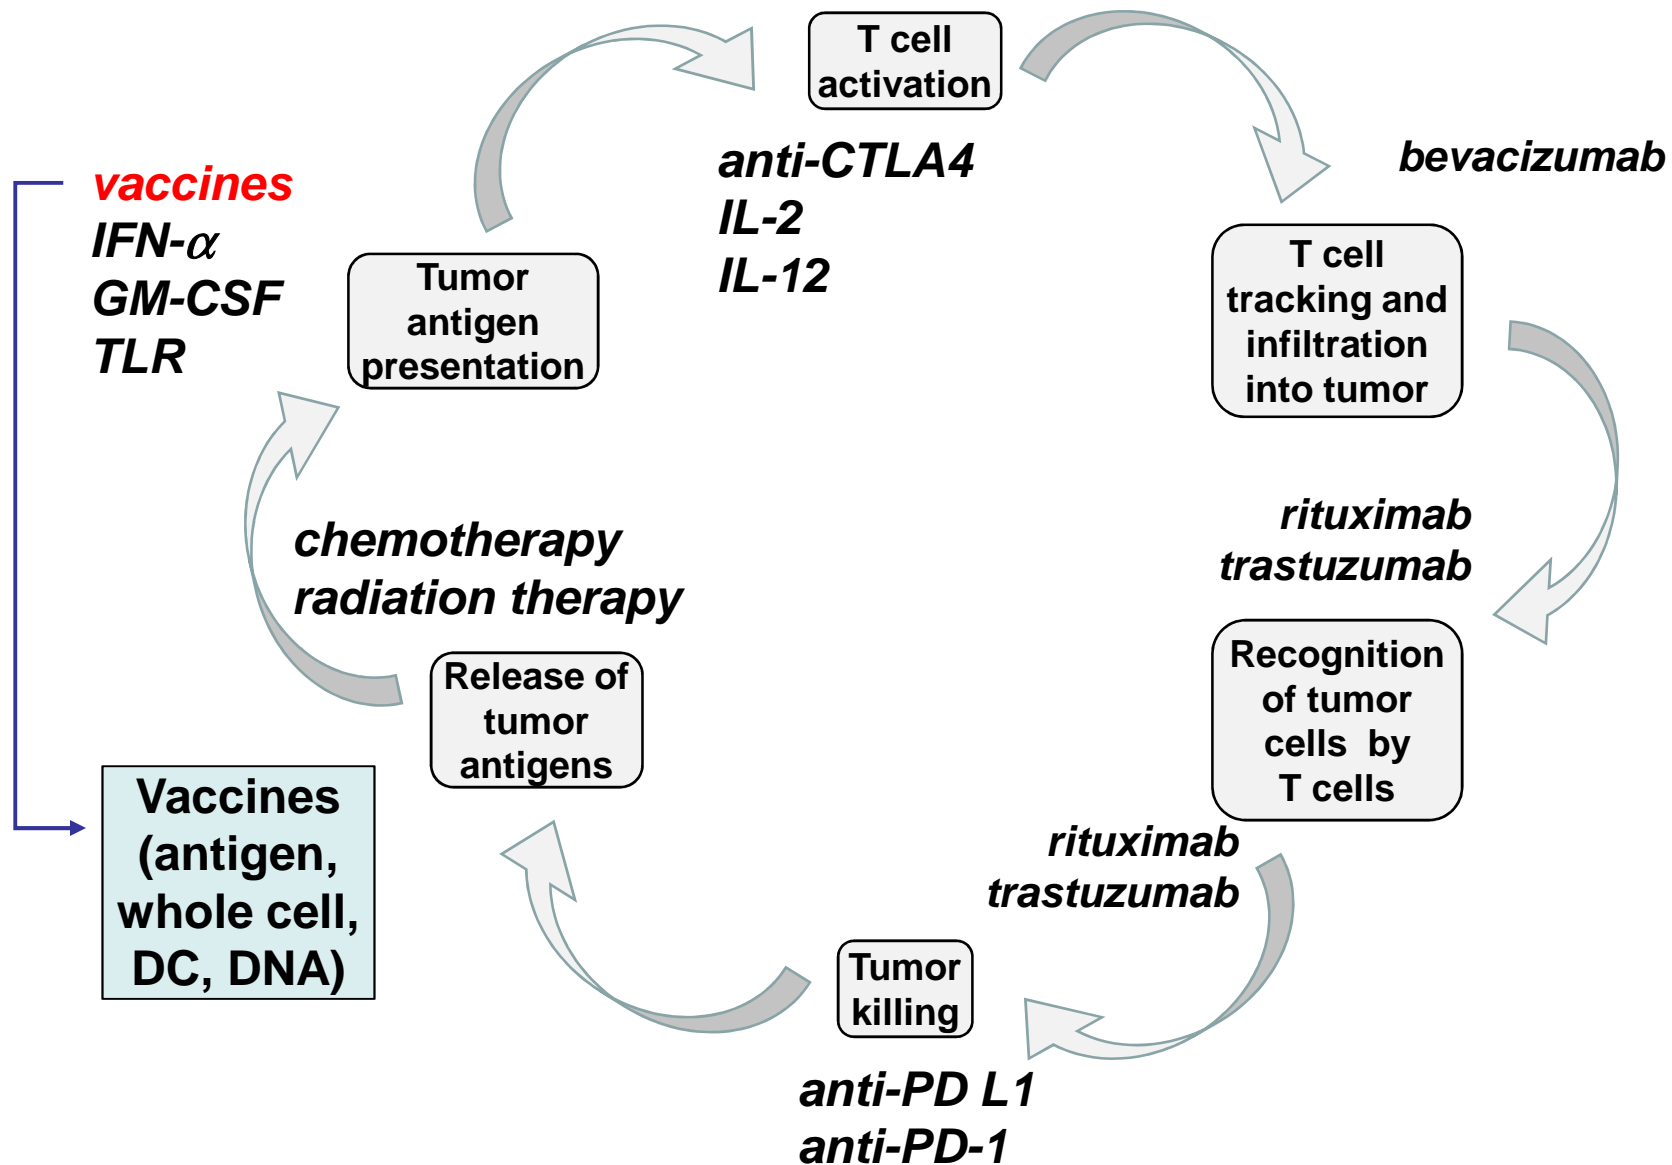 T cell
activation
anti-CTLA4
IL-2
IL-12
bevacizumab
vaccines
IFN-α
GM-CSF
TLR
Tumor
antigen
presentation
T cell
tracking and
infiltration
into tumor
chemotherapy
radiation therapy
rituximab
trastuzumab
Release of
tumor
antigens
Recognition
of tumor
cells by
T cells
Vaccines
(antigen,
whole cell,
DC, DNA)
rituximab
trastuzumab
Tumor
killing
anti-PD L1
anti-PD-1